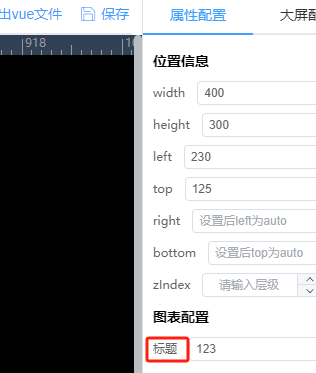 出vue文件 保存 属性配置 大屏配
918
位置信息
width 400
height 300
left 230
top 125
right 设置后left为auto
bottom 设置后top为auto
zIndex 请输入层级
图表配置
标题 123